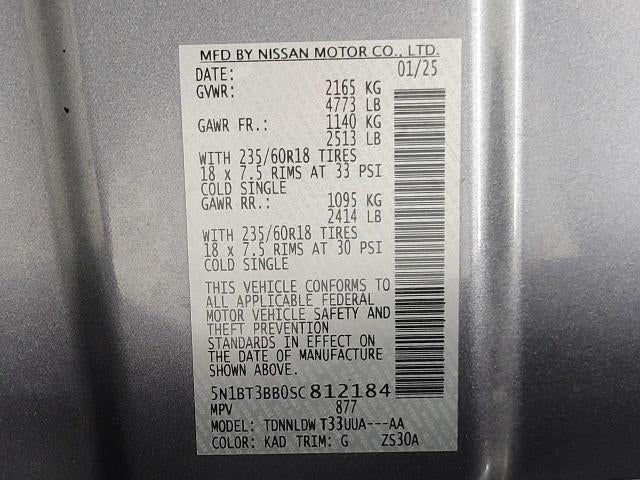 MFD BY NISSAN MOTOR CO., LTD.
DATE: 01/25
GVWR: 2165 KG
4773 LB
GAWR FR.: 1140 KG
2513 LB
WITH 235/60R18 TIRES
18 x 7.5 RIMS AT 33 PSI
COLD SINGLE
GAWR RR.: 1095 KG
2414 LB
WITH 235/60R18 TIRES
18 x 7.5 RIMS AT 30 PSI
COLD SINGLE
THIS VEHICLE CONFORMS TO
ALL APPLICABLE FEDERAL
MOTOR VEHICLE SAFETY AND
THEFT PREVENTION
STANDARDS IN EFFECT ON
THE DATE OF MANUFACTURE
SHOWN ABOVE.
5N1BT3BB0SC812184
MPV 877
MODEL: TDNNLDW T33UUA---AA
COLOR: KAD TRIM: G ZS30A